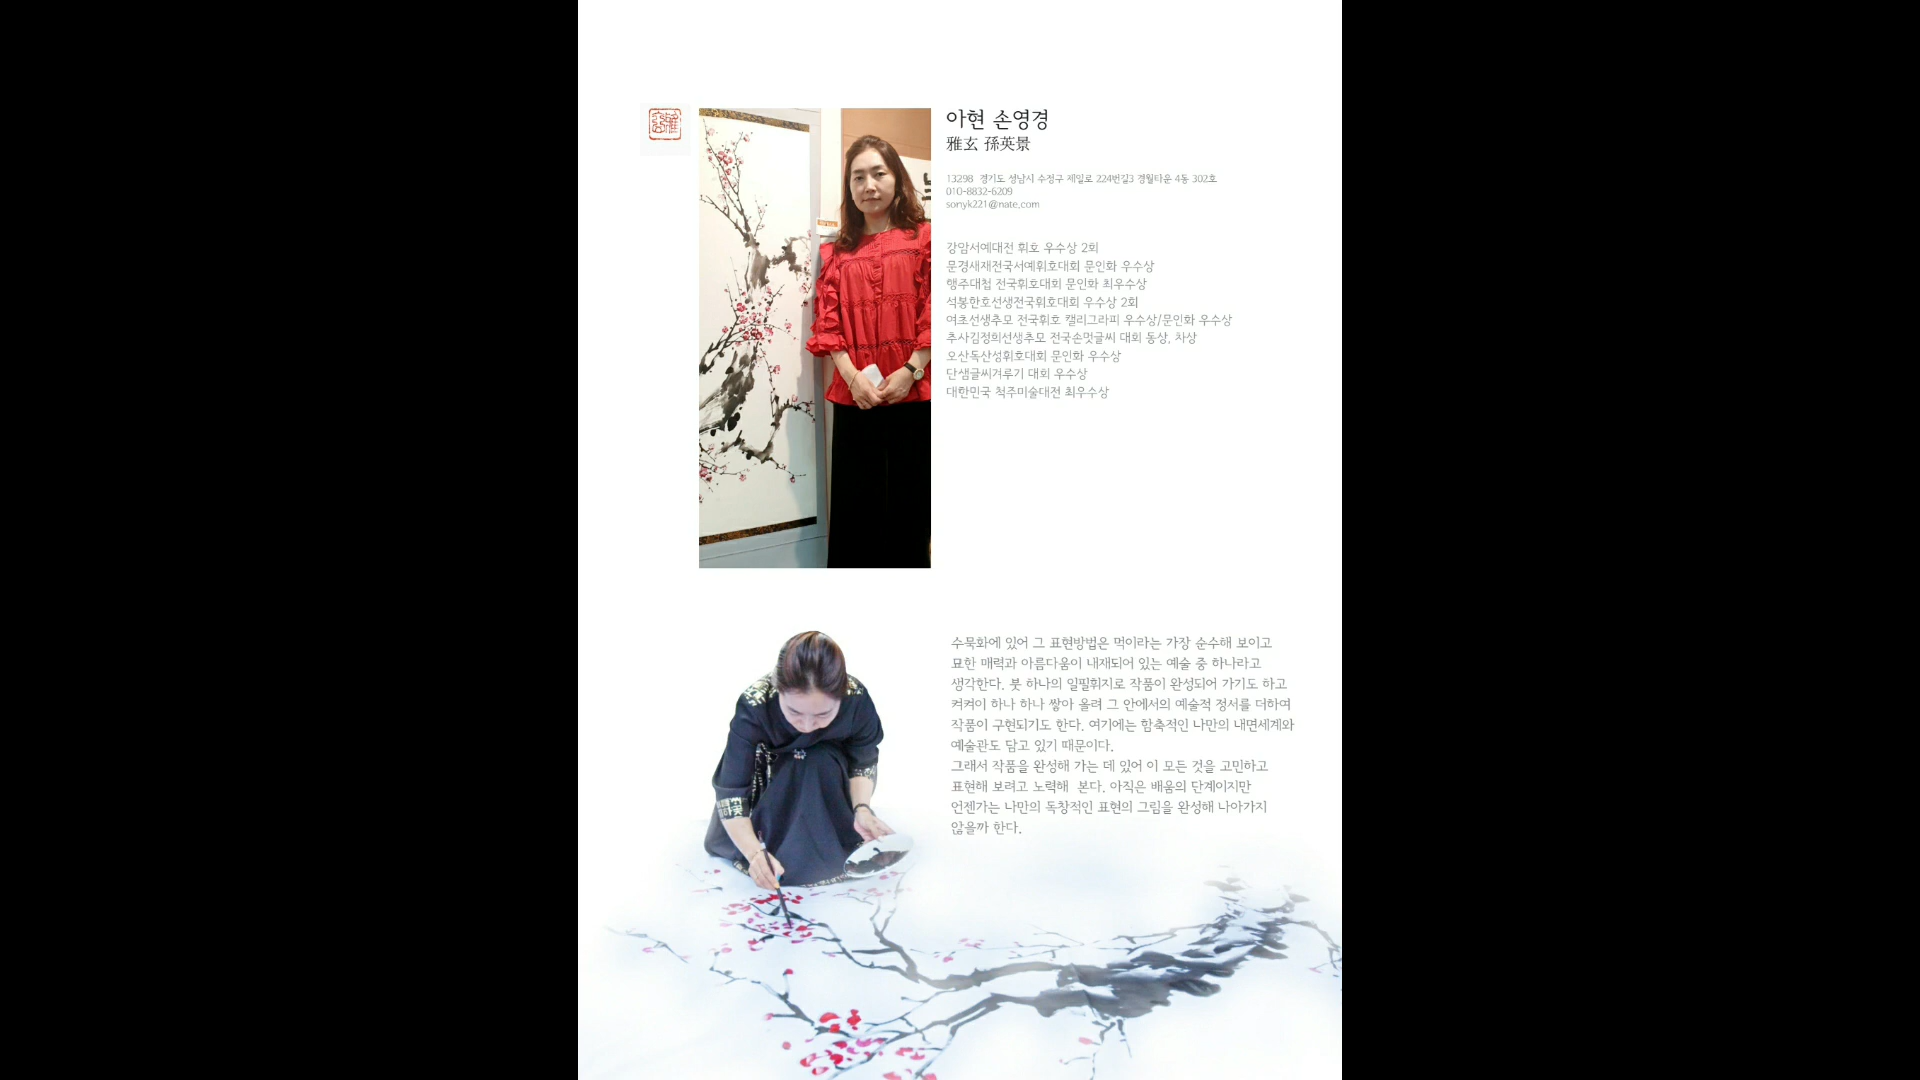 아현 손영경
雅玄 孫英景
13298 경기도 성남시 수정구 제일로 224번길3 경월타운 4동 302호
010-8832-6209
sonyk221@nate.com
강암서예대전 휘호 우수상 2회
문경새재전국서예휘호대회 문인화 우수상
행주대첩 전국휘호대회 문인화 최우수상
석봉한호선생전국휘호대회 우수상 2회
여초선생추모 전국휘호 캘리그라피 우수상/문인화 우수상
추사김정희선생추모 전국손멋글씨 대회 동상, 차상
오산독산성휘호대회 문인화 우수상
단샘글씨겨루기 대회 우수상
대한민국 척주미술대전 최우수상
수묵화에 있어 그 표현방법은 먹이라는 가장 순수해 보이고
묘한 매력과 아름다움이 내재되어 있는 예술 중 하나라고
생각한다. 붓 하나의 일필휘지로 작품이 완성되어 가기도 하고
켜켜이 하나 하나 쌓아 올려 그 안에서의 예술적 정서를 더하여
작품이 구현되기도 한다. 여기에는 함축적인 나만의 내면세계와
예술관도 담고 있기 때문이다.
그래서 작품을 완성해 가는 데 있어 이 모든 것을 고민하고
표현해 보려고 노력해 본다. 아직은 배움의 단계이지만
언젠가는 나만의 독창적인 표현의 그림을 완성해 나아가지
않을까 한다.